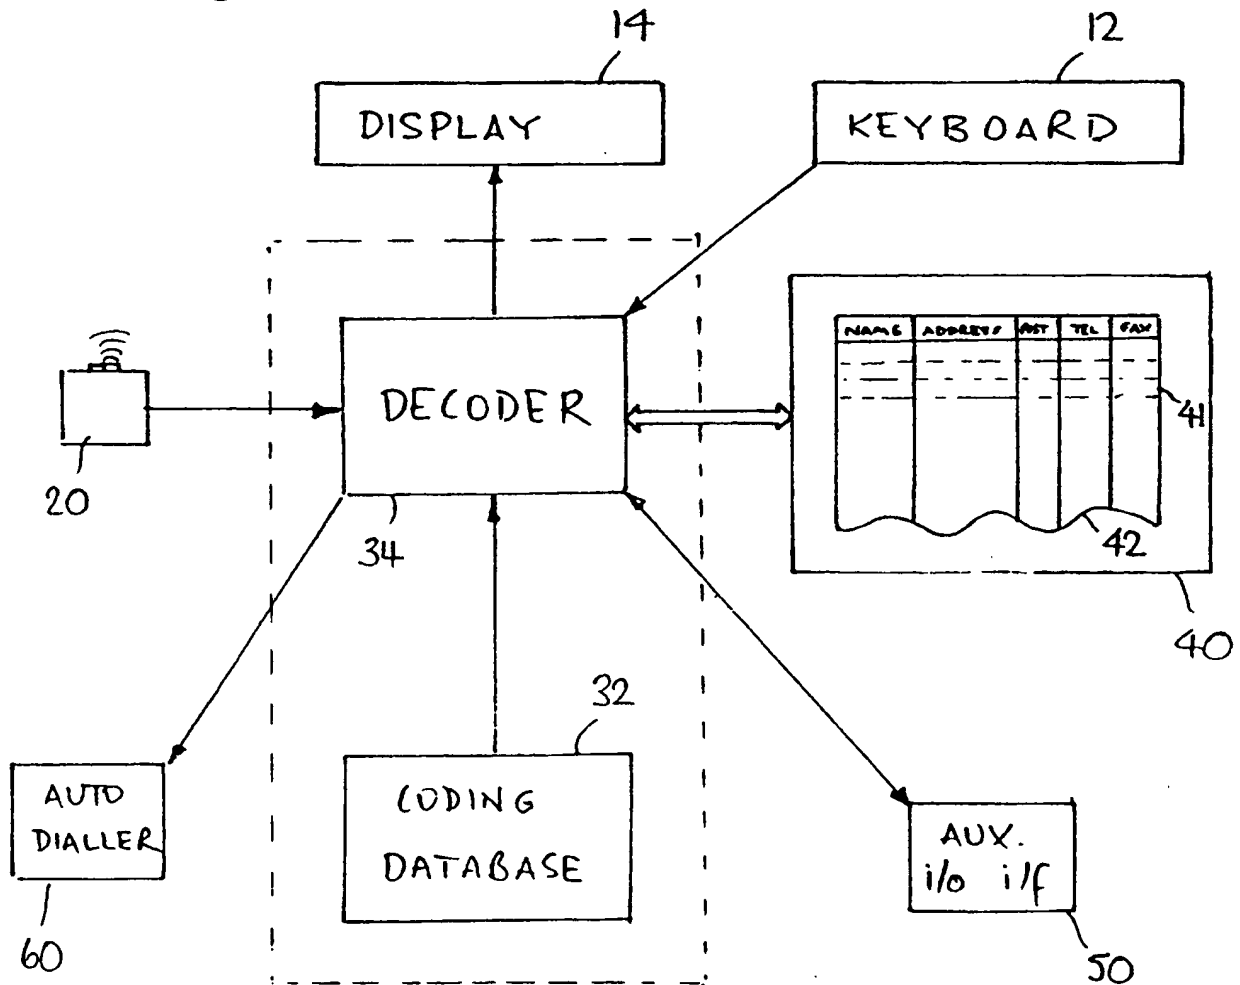 14
12
DISPLAY
KEYBOARD
NAME ADDRESS POST TEL FAX
DECODER
41
20
34
42
40
32
AUTO
DIALLER
CODING
DATABASE
AUX.
i/o i/f
60
50